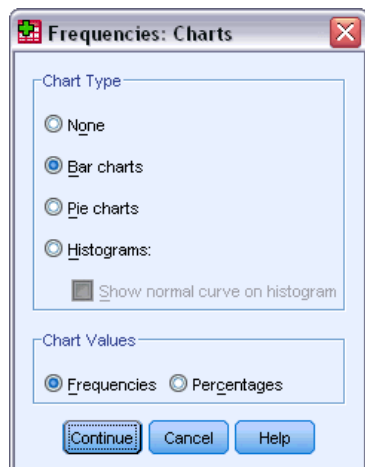 Frequencies: Charts
Chart Type
None
Bar charts
Pie charts
Histograms:
Show normal curve on histogram
Chart Values
Frequencies Percentages
Continue Cancel Help